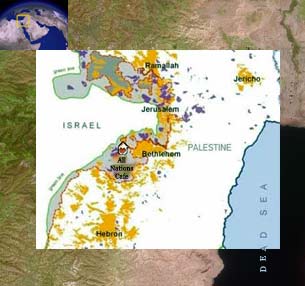 Ramallah
green line
Jericho
Jerusalem
ISRAEL
PALESTINE
All
Nations
Cafe
Bethlehem
green line
Hebron
DEAD SEA